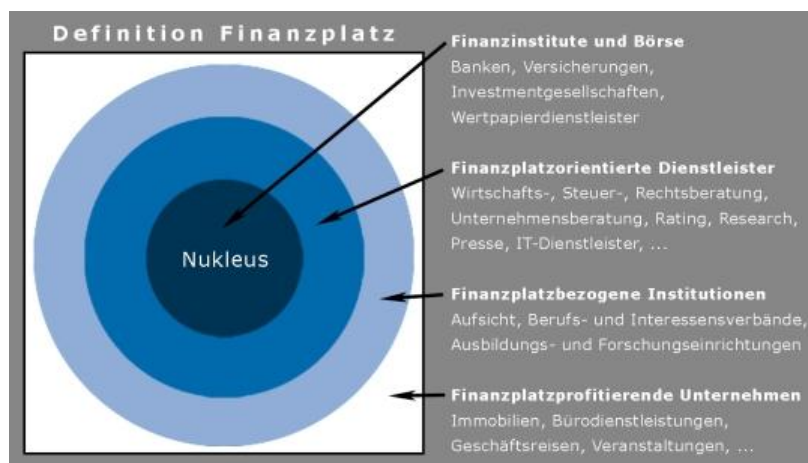 Definition Finanzplatz
Nukleus
Finanzinstitute und Börse
Banken, Versicherungen,
Investmentgesellschaften,
Wertpapierdienstleister
Finanzplatzorientierte Dienstleister
Wirtschafts-, Steuer-, Rechtsberatung,
Unternehmensberatung, Rating, Research,
Presse, IT-Dienstleister, ...
Finanzplatzbezogene Institutionen
Aufsicht, Berufs- und Interessensverbände,
Ausbildungs- und Forschungseinrichtungen
Finanzplatzprofitierende Unternehmen
Immobilien, Bürodienstleistungen,
Geschäftsreisen, Veranstaltungen, ...